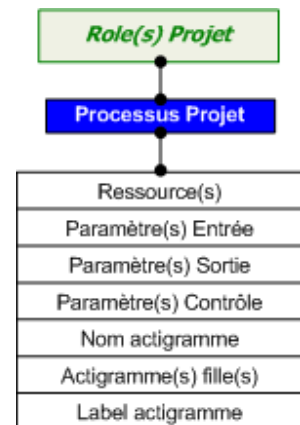 Role(s) Projet
Processus Projet
Ressource(s)
Paramètre(s) Entrée
Paramètre(s) Sortie
Paramètre(s) Contrôle
Nom actigramme
Actigramme(s) fille(s)
Label actigramme